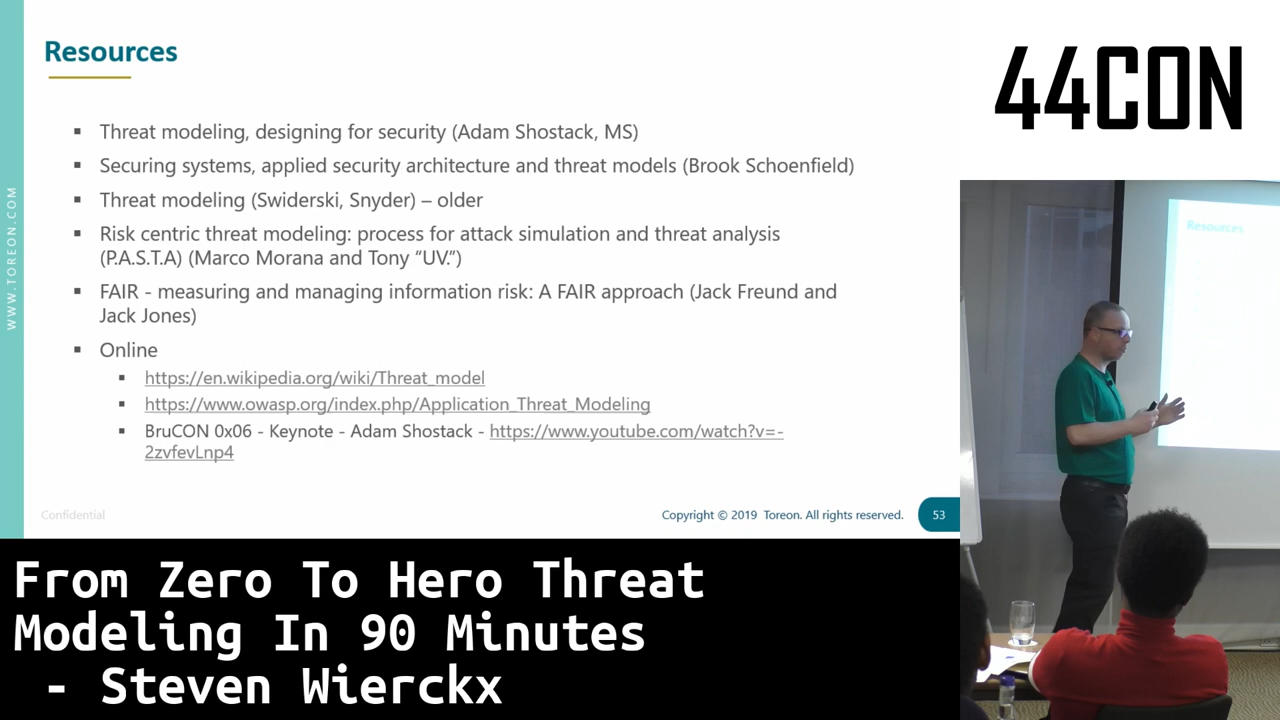 Resources
Threat modeling, designing for security (Adam Shostack, MS)
Securing systems, applied security architecture and threat models (Brook Schoenfield)
Threat modeling (Swiderski, Snyder) – older
Risk centric threat modeling: process for attack simulation and threat analysis
(P.A.S.T.A) (Marco Morana and Tony “UV.”)
FAIR - measuring and managing information risk: A FAIR approach (Jack Freund and
Jack Jones)
Online
https://en.wikipedia.org/wiki/Threat_model
https://www.owasp.org/index.php/Application_Threat_Modeling
BruCON 0x06 - Keynote - Adam Shostack - https://www.youtube.com/watch?v=-
2zvfevLnp4
Confidential
Copyright © 2019 Toreon. All rights reserved.
53
WWW.TOREON.COM
44CON
Resources
From Zero To Hero Threat
Modeling In 90 Minutes
- Steven Wierckx